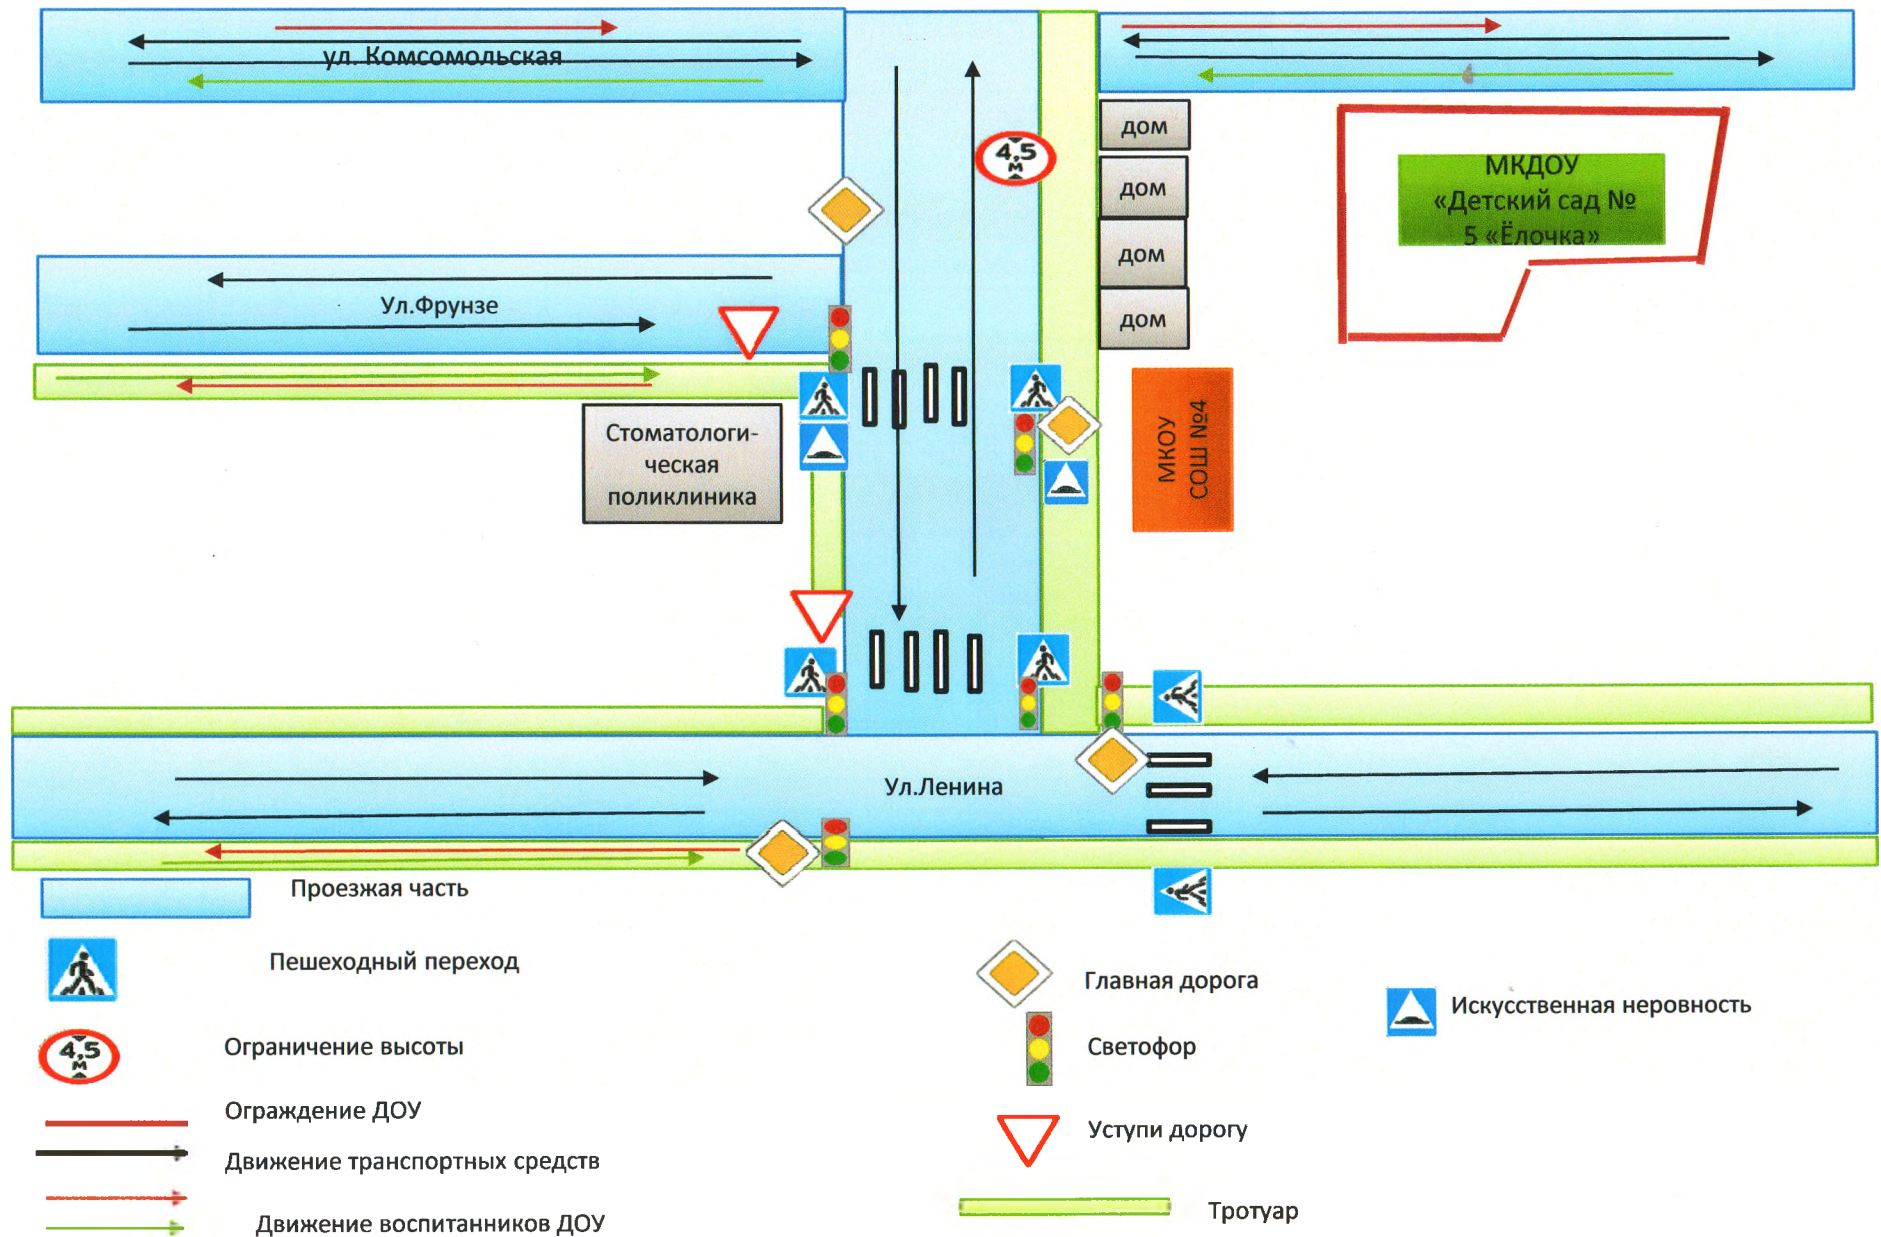 ул. Комсомольская
4,5
м
дом
дом
дом
дом
МКДОУ
«Детский сад №
5 «Ёлочка»
Ул.Фрунзе
Стоматологи-
ческая
поликлиника
МКОУ
СОШ №4
Ул.Ленина
Проезжая часть
Пешеходный переход
4,5
м
Ограничение высоты
Ограждение ДОУ
Движение транспортных средств
Движение воспитанников ДОУ
Главная дорога
Светофор
Уступи дорогу
Тротуар
Искусственная неровность